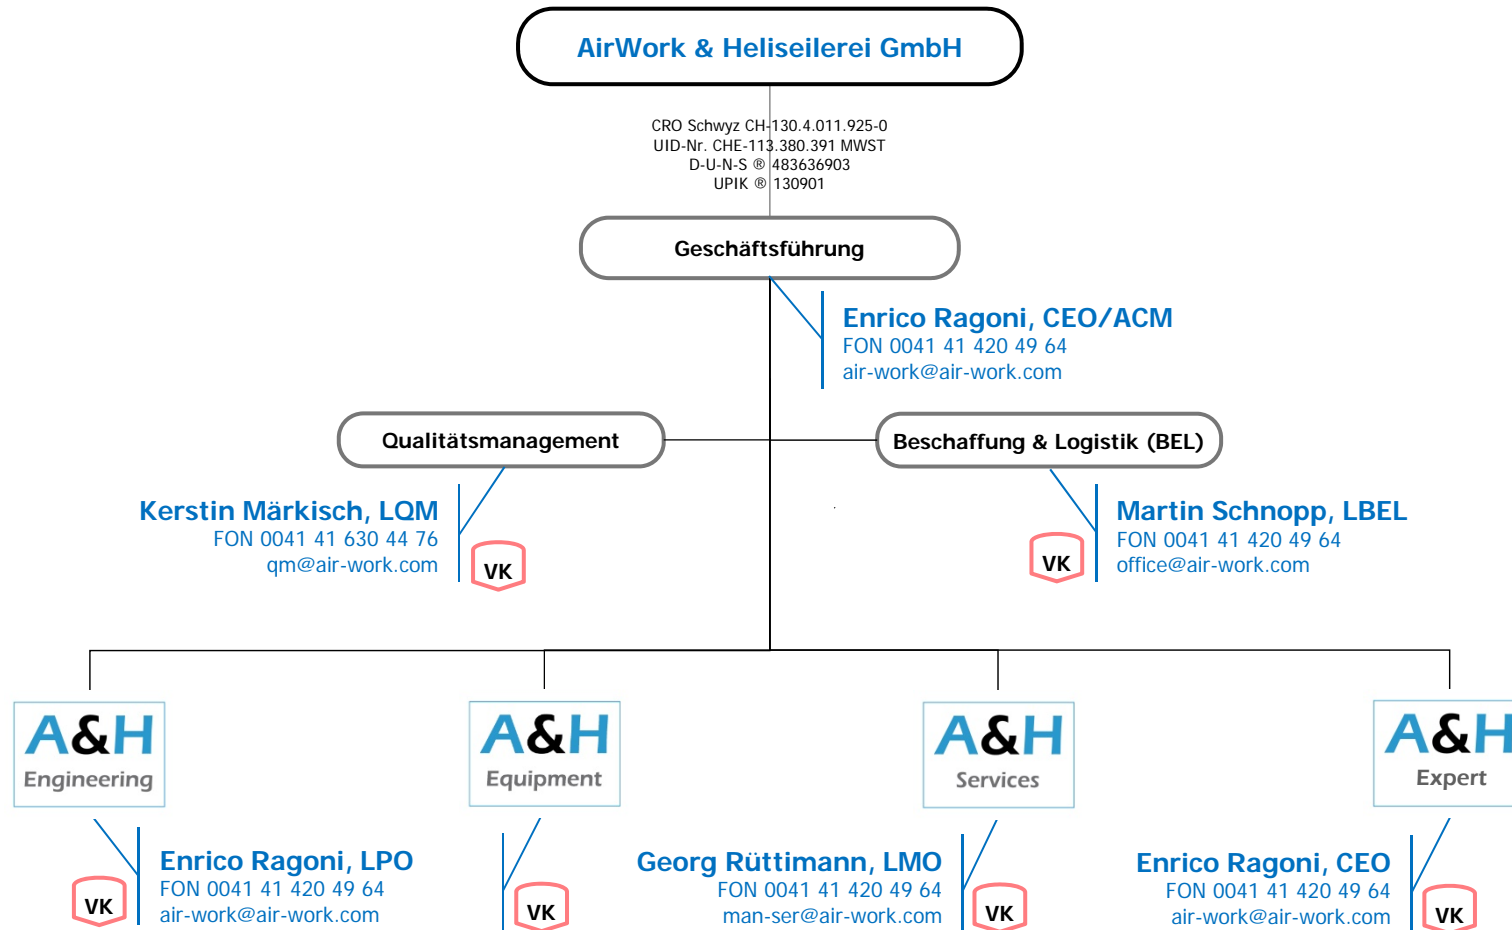 AirWork & Heliseilerei GmbH
CRO Schwyz CH-130.4.011.925-0
UID-Nr. CHE-113.380.391 MWST
D-U-N-S ® 483636903
UPIK ® 130901
Geschäftsführung
Enrico Ragoni, CEO/ACM
FON 0041 41 420 49 64
air-work@air-work.com
Qualitätsmanagement
Beschaffung & Logistik (BEL)
Kerstin Märkisch, LQM
FON 0041 41 630 44 76
qm@air-work.com
VK
Martin Schnopp, LBEL
FON 0041 41 420 49 64
office@air-work.com
VK
A&H
Engineering
A&H
Equipment
A&H
Services
A&H
Expert
Enrico Ragoni, LPO
FON 0041 41 420 49 64
air-work@air-work.com
VK
VK
Georg Rüttimann, LMO
FON 0041 41 420 49 64
man-ser@air-work.com
VK
Enrico Ragoni, CEO
FON 0041 41 420 49 64
air-work@air-work.com
VK